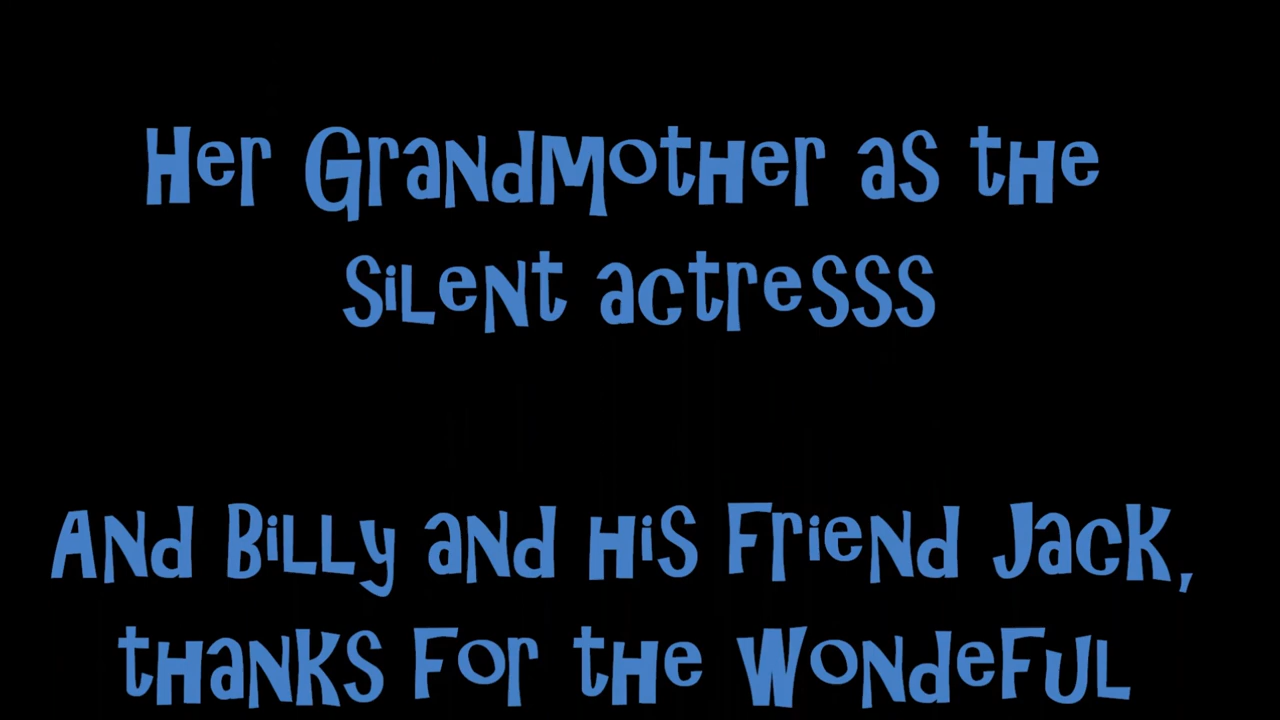 Her Grandmother as the
silent actresss
And Billy and his Friend Jack,
thanks for the Wondeful